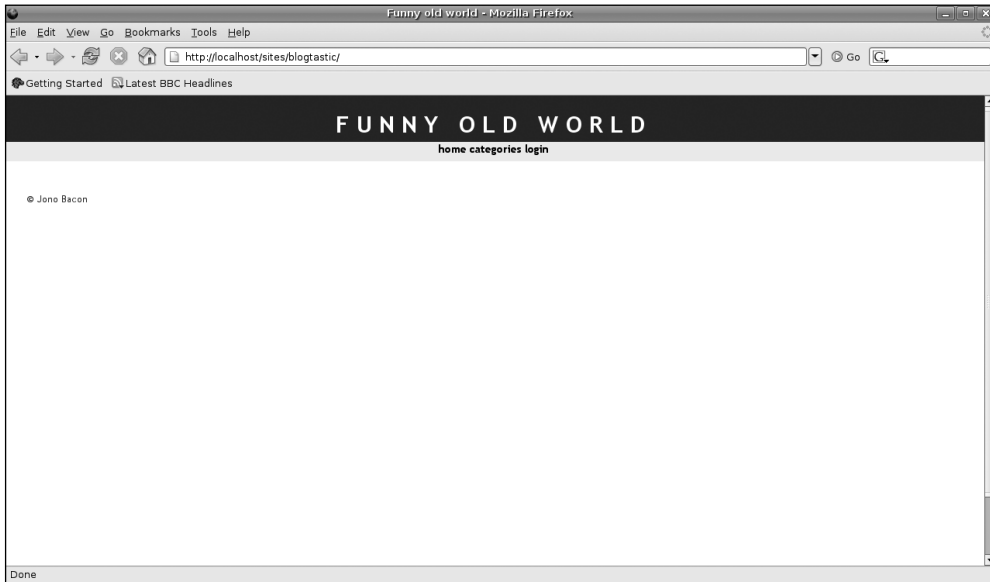 Funny old world - Mozilla Firefox
File Edit View Go Bookmarks Tools Help
http://localhost/sites/blogtastic/
Go
G
Getting Started Latest BBC Headlines
FUNNY OLD WORLD
home categories login
© Jono Bacon
Done